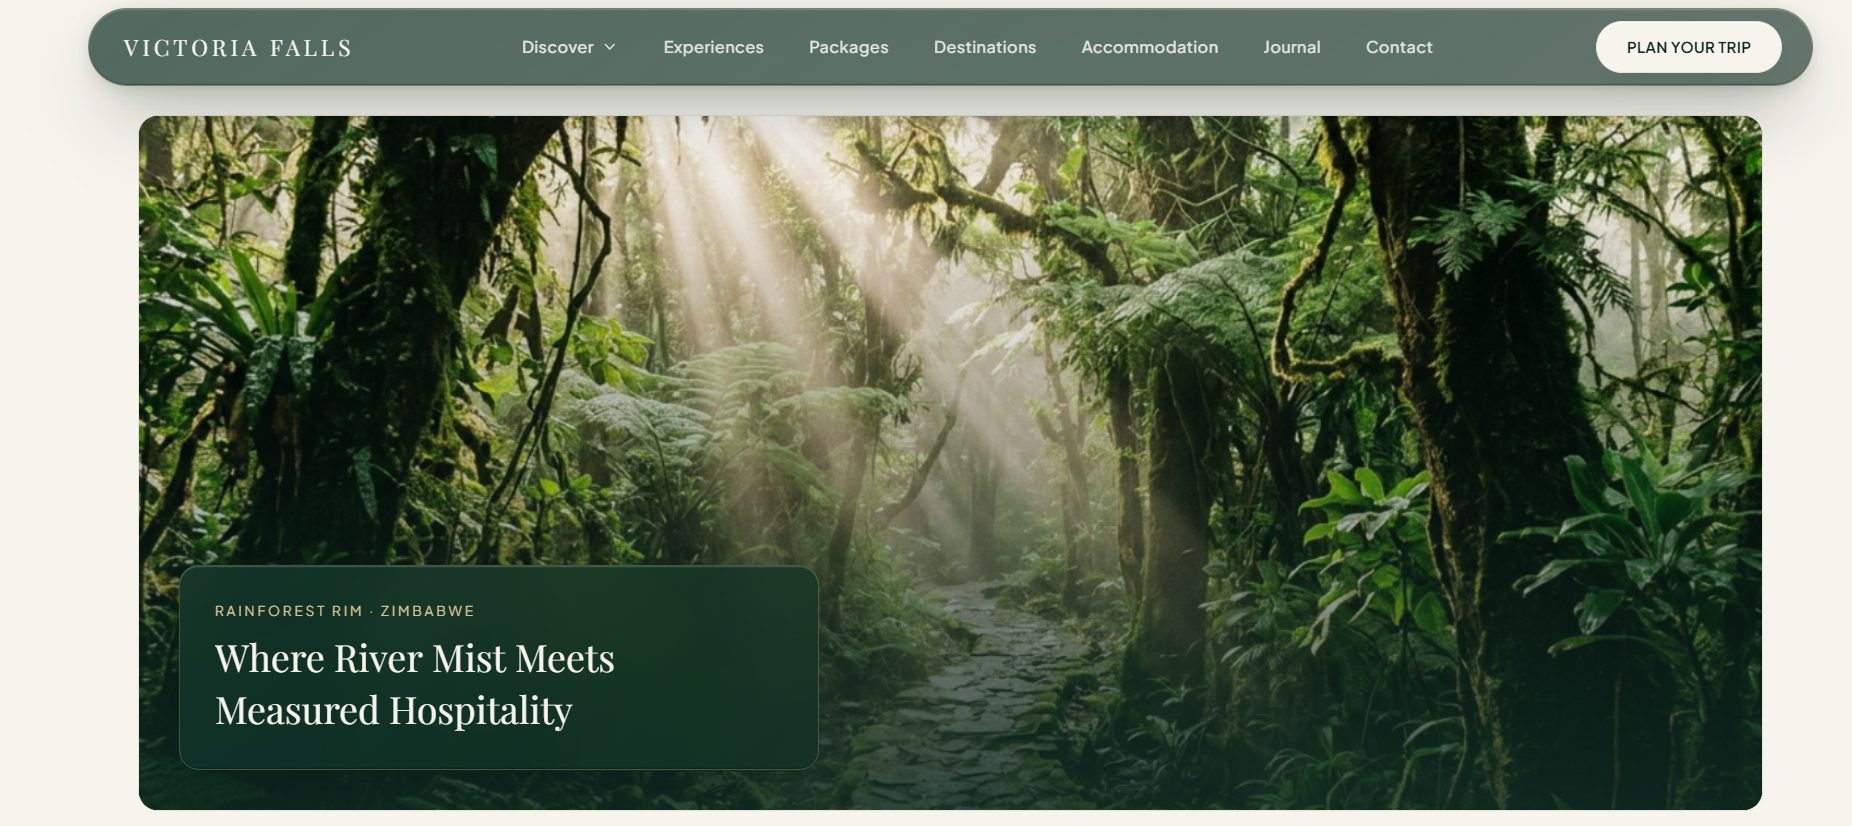 VICTORIA FALLS
Discover
Experiences
Packages
Destinations
Accommodation
Journal
Contact
PLAN YOUR TRIP
RAINFOREST RIM · ZIMBABWE
Where River Mist Meets
Measured Hospitality